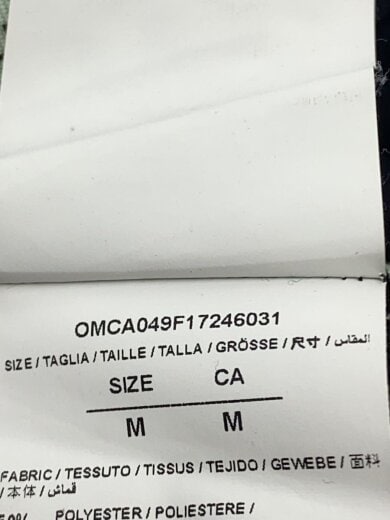 OMCA049F17246031
SIZE / TAGLIA / TAILLE / TALLA / GRÖSSE / 尺寸 / المقاس
SIZE CA
M M
FABRIC / TESSUTO / TISSUS / TEJIDO / GEWEBE / 面料
/ 本体 / قماش
POLYESTER / POLIESTERE /